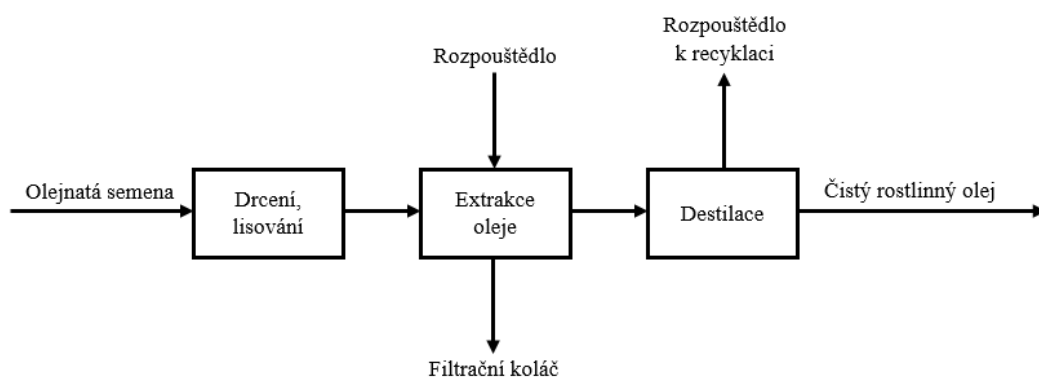 Rozpouštědlo
k recyklaci
Rozpouštědlo
Olejnatá semena
Drcení,
lisování
Extrakce
oleje
Destilace
Čistý rostlinný olej
Filtrační koláč